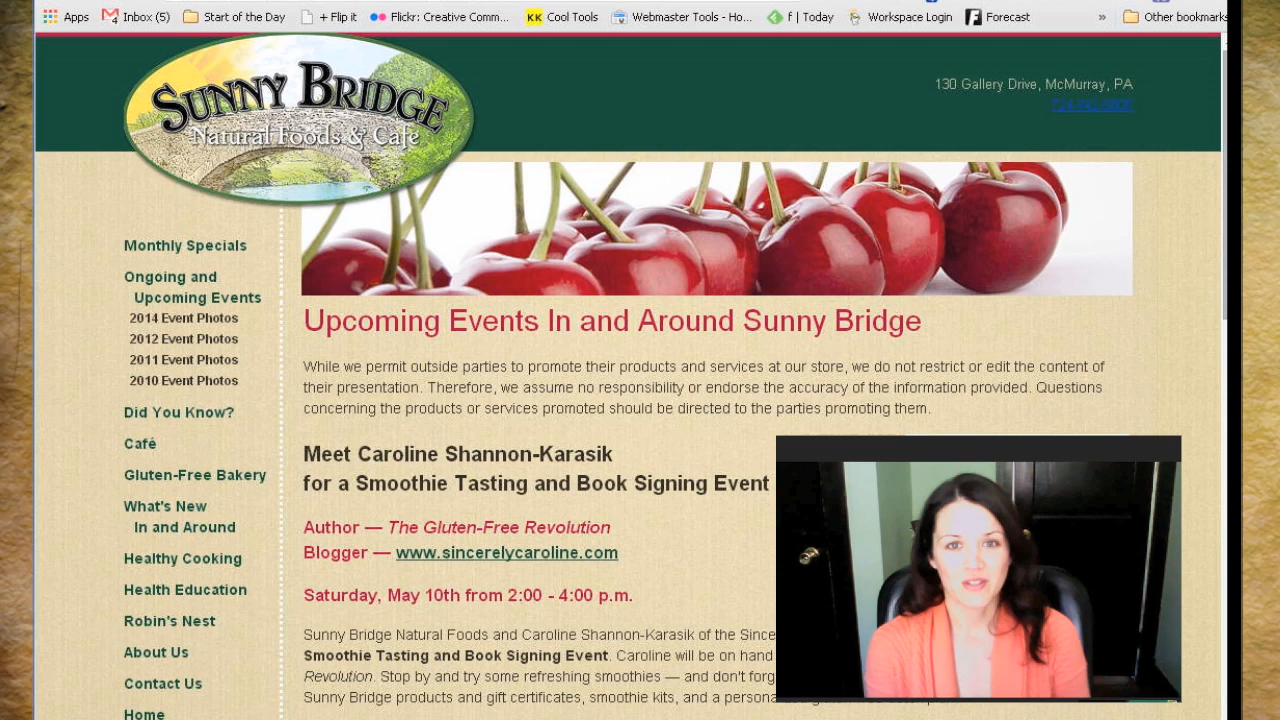 Apps Inbox (5) Start of the Day + Flip it Flickr: Creative Comm... KK Cool Tools Webmaster Tools - Ho... f | Today Workspace Login F Forecast » Other bookmarks
SUNNY BRIDGE
Natural Foods & Cafe
130 Gallery Drive, McMurray, PA
Monthly Specials
Ongoing and
Upcoming Events
2014 Event Photos
2012 Event Photos
2011 Event Photos
2010 Event Photos
Did You Know?
Café
Gluten-Free Bakery
What's New
In and Around
Healthy Cooking
Health Education
Robin's Nest
About Us
Contact Us
Home
Upcoming Events In and Around Sunny Bridge
While we permit outside parties to promote their products and services at our store, we do not restrict or edit the content of
their presentation. Therefore, we assume no responsibility or endorse the accuracy of the information provided. Questions
concerning the products or services promoted should be directed to the parties promoting them.
Meet Caroline Shannon-Karasik
for a Smoothie Tasting and Book Signing Event
Author — The Gluten-Free Revolution
Blogger — www.sincerelycaroline.com
Saturday, May 10th from 2:00 - 4:00 p.m.
Sunny Bridge Natural Foods and Caroline Shannon-Karasik of the Since
Smoothie Tasting and Book Signing Event. Caroline will be on hand
Revolution. Stop by and try some refreshing smoothies — and don't forg
Sunny Bridge products and gift certificates, smoothie kits, and a persona